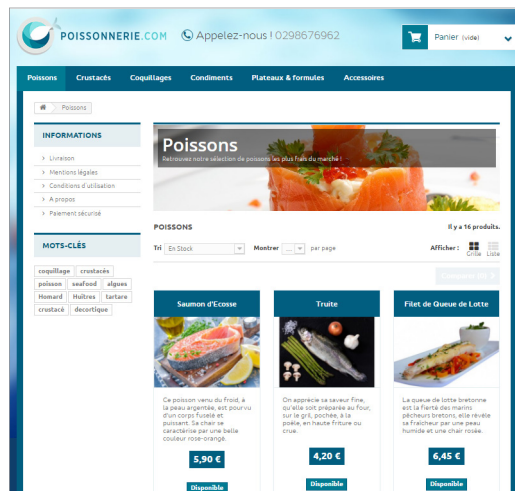 POISSONNERIE.COM
Appelez-nous ! 0298676962
Panier (vide)
Poissons Crustacés Coquillages Condiments Plateaux & formules Accessoires
Poissons
INFORMATIONS
Livraison
Mentions légales
Conditions d'utilisation
A propos
Paiement sécurisé
MOTS-CLÉS
coquillage crustacés
poisson seafood algues
Homard Huîtres tartare
crustacé decortique
Poissons
Retrouvez notre sélection de poissons les plus frais du marché !
POISSONS
Il y a 16 produits.
Tri En Stock Montrer ... par page
Afficher : Grille Liste
Saumon d'Ecosse
Ce poisson venu du froid, à
la peau argentée, est pourvu
d'un corps fuselé et
puissant. Sa chair se
caractérise par une belle
couleur rose-orangé.
5,90 €
Disponible
Truite
On apprécie sa saveur fine,
qu'elle soit préparée au four,
sur le gril, pochée, à la
poêle, en haute friture ou
crue.
4,20 €
Disponible
Filet de Queue de Lotte
La queue de lotte bretonne
est la fierté des marins
pêcheurs bretons, elle révèle
sa fraîcheur par une peau
humide et une chair rosée.
6,45 €
Disponible